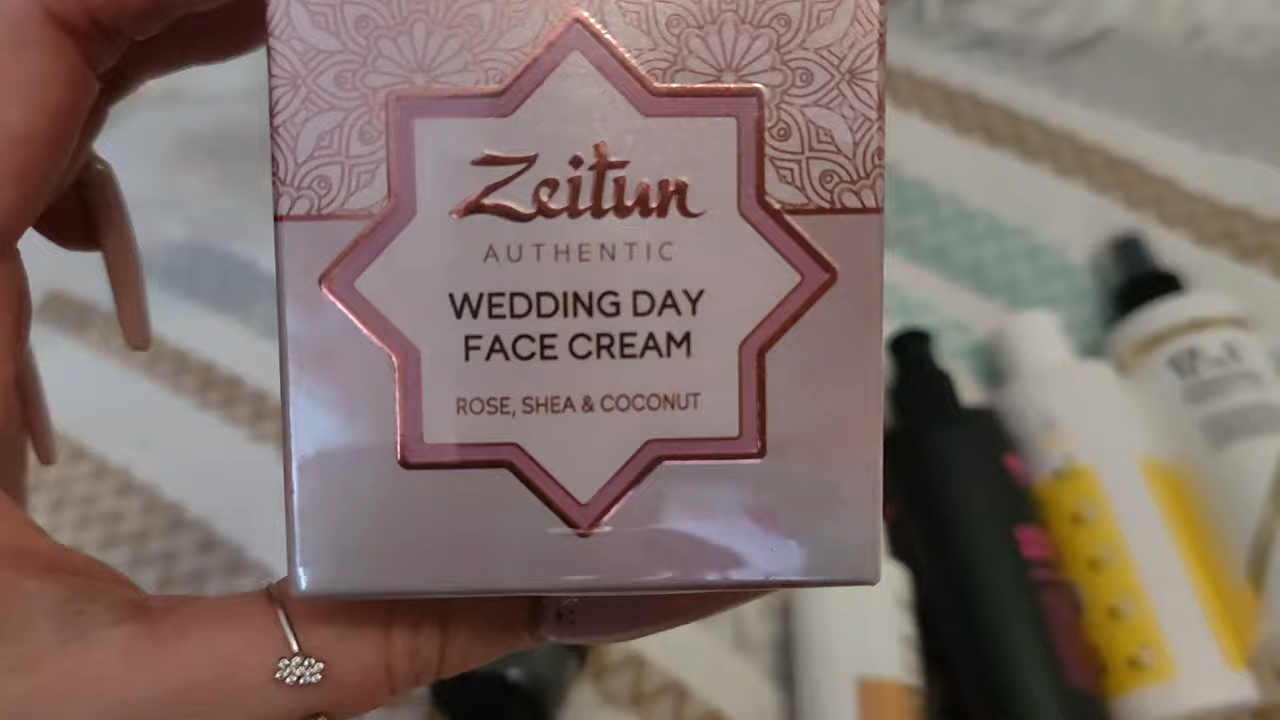 Zeitun
AUTHENTIC
WEDDING DAY
FACE CREAM
ROSE, SHEA & COCONUT